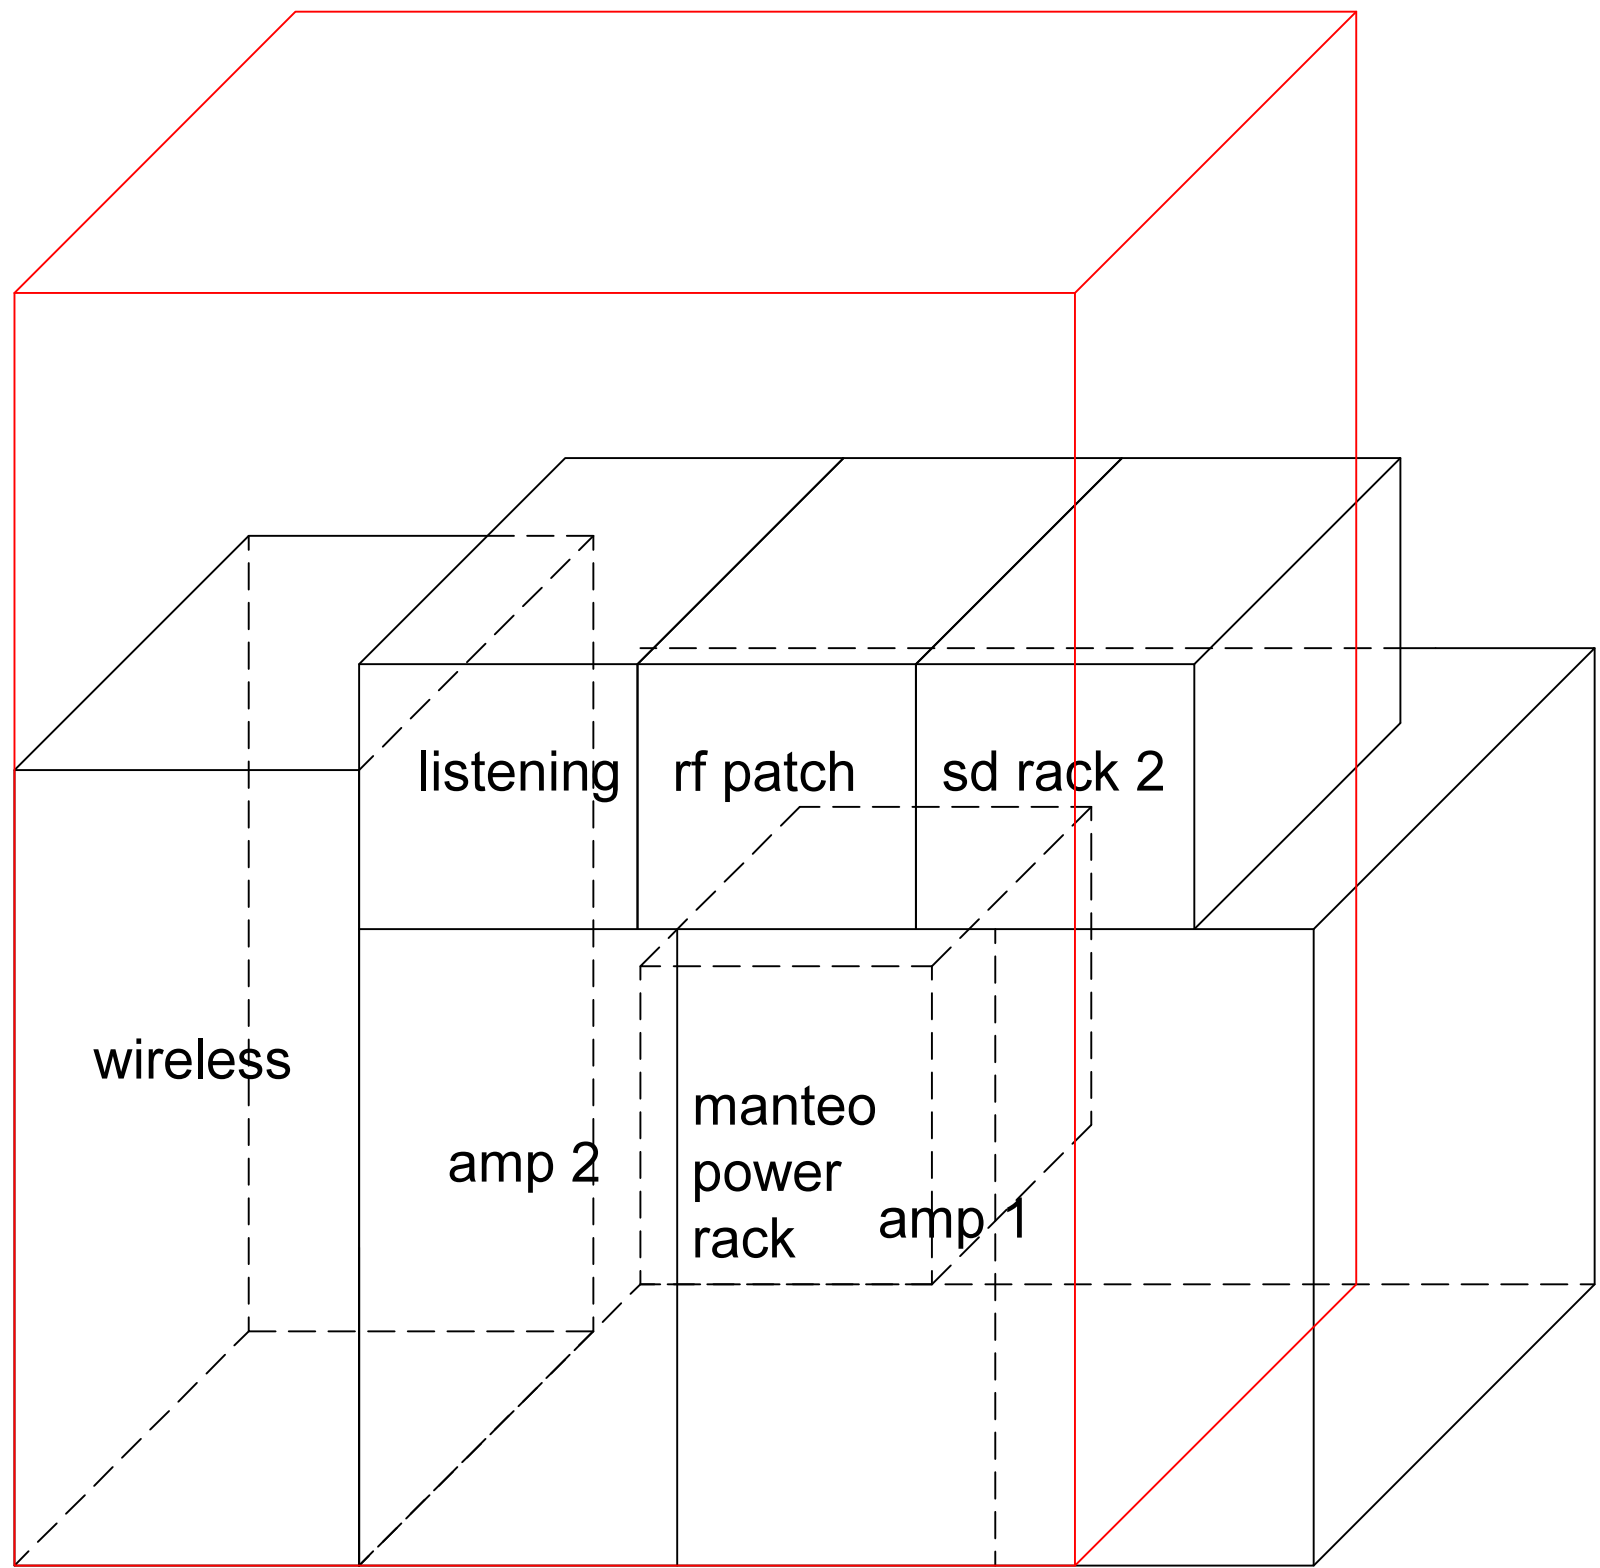 listening
rf patch
sd rack 2
wireless
amp 2
manteo
power
rack
amp 1